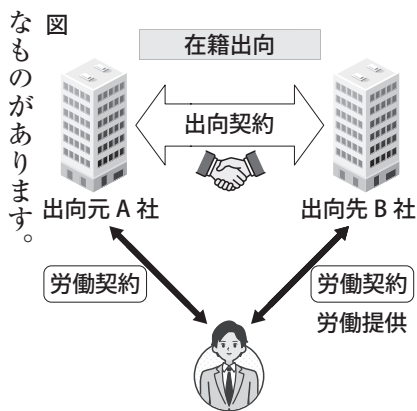 図
なものがあります。
在籍出向
出向契約
出向元 A 社
出向先 B 社
労働契約
労働契約
労働提供